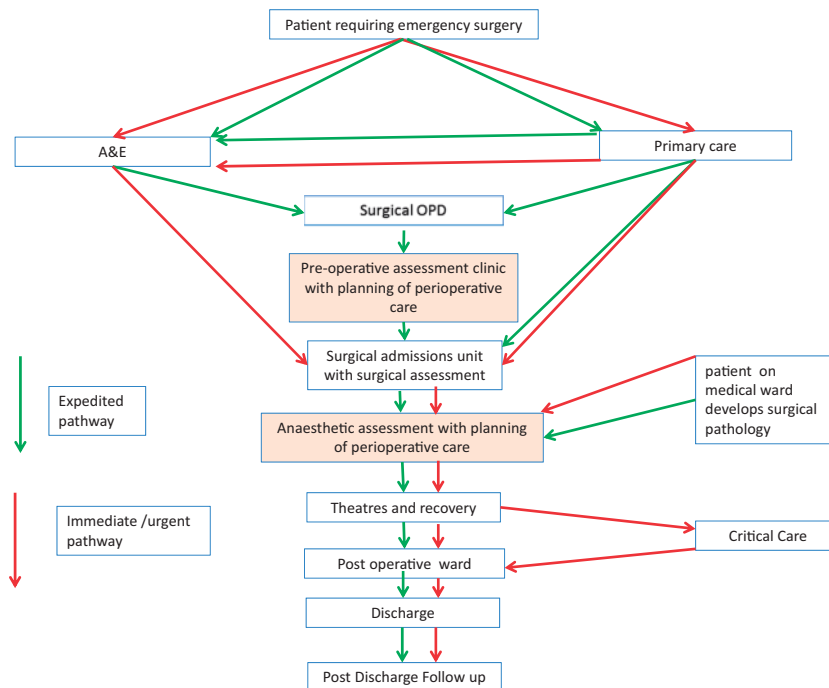 Patient requiring emergency surgery
A&E
Primary care
Surgical OPD
Pre-operative assessment clinic
with planning of perioperative
care
Surgical admissions unit
with surgical assessment
patient on
medical ward
develops surgical
pathology
Expedited
pathway
Anaesthetic assessment with planning
of perioperative care
Theatres and recovery
Immediate /urgent
pathway
Critical Care
Post operative ward
Discharge
Post Discharge Follow up